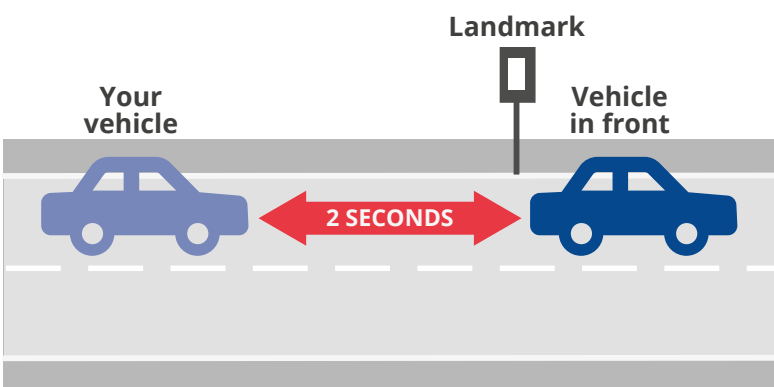 Landmark
Your
vehicle
Vehicle
in front
2 SECONDS